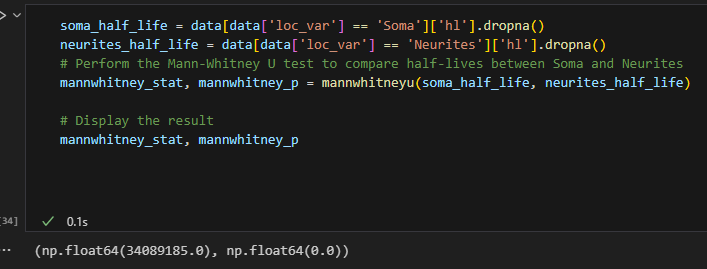 soma_half_life = data[data['loc_var'] == 'Soma']['hl'].dropna()
neurites_half_life = data[data['loc_var'] == 'Neurites']['hl'].dropna()
# Perform the Mann-Whitney U test to compare half-lives between Soma and Neurites
mannwhitney_stat, mannwhitney_p = mannwhitneyu(soma_half_life, neurites_half_life)
# Display the result
mannwhitney_stat, mannwhitney_p
[34] ✓ 0.1s
... (np.float64(34089185.0), np.float64(0.0))